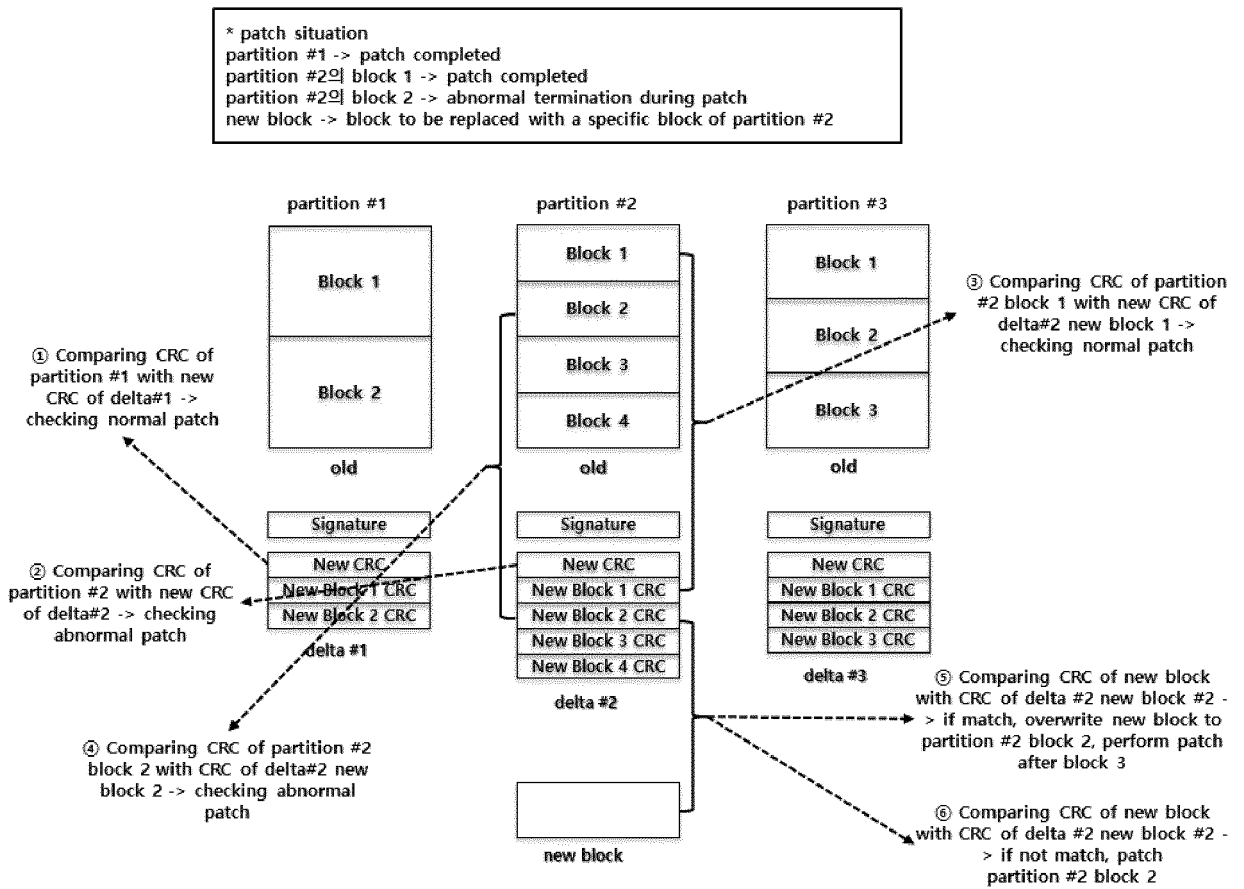 * patch situation
partition #1 -> patch completed
partition #2의 block 1 -> patch completed
partition #2의 block 2 -> abnormal termination during patch
new block -> block to be replaced with a specific block of partition #2
partition #1
Block 1
Block 2
old
Signature
New CRC
New Block 1 CRC
New Block 2 CRC
delta #1
partition #2
Block 1
Block 2
Block 3
Block 4
old
Signature
New CRC
New Block 1 CRC
New Block 2 CRC
New Block 3 CRC
New Block 4 CRC
delta #2
new block
partition #3
Block 1
Block 2
Block 3
old
Signature
New CRC
New Block 1 CRC
New Block 2 CRC
New Block 3 CRC
delta #3
① Comparing CRC of
partition #1 with new
CRC of delta#1 ->
checking normal patch
② Comparing CRC of
partition #2 with new CRC
of delta#2 -> checking
abnormal patch
③ Comparing CRC of partition
#2 block 1 with new CRC of
delta#2 new block 1 ->
checking normal patch
④ Comparing CRC of partition #2
block 2 with CRC of delta#2 new
block 2 -> checking abnormal
patch
⑤ Comparing CRC of new block
with CRC of delta #2 new block #2 -
> if match, overwrite new block to
partition #2 block 2, perform patch
after block 3
⑥ Comparing CRC of new block
with CRC of delta #2 new block #2 -
> if not match, patch
partition #2 block 2